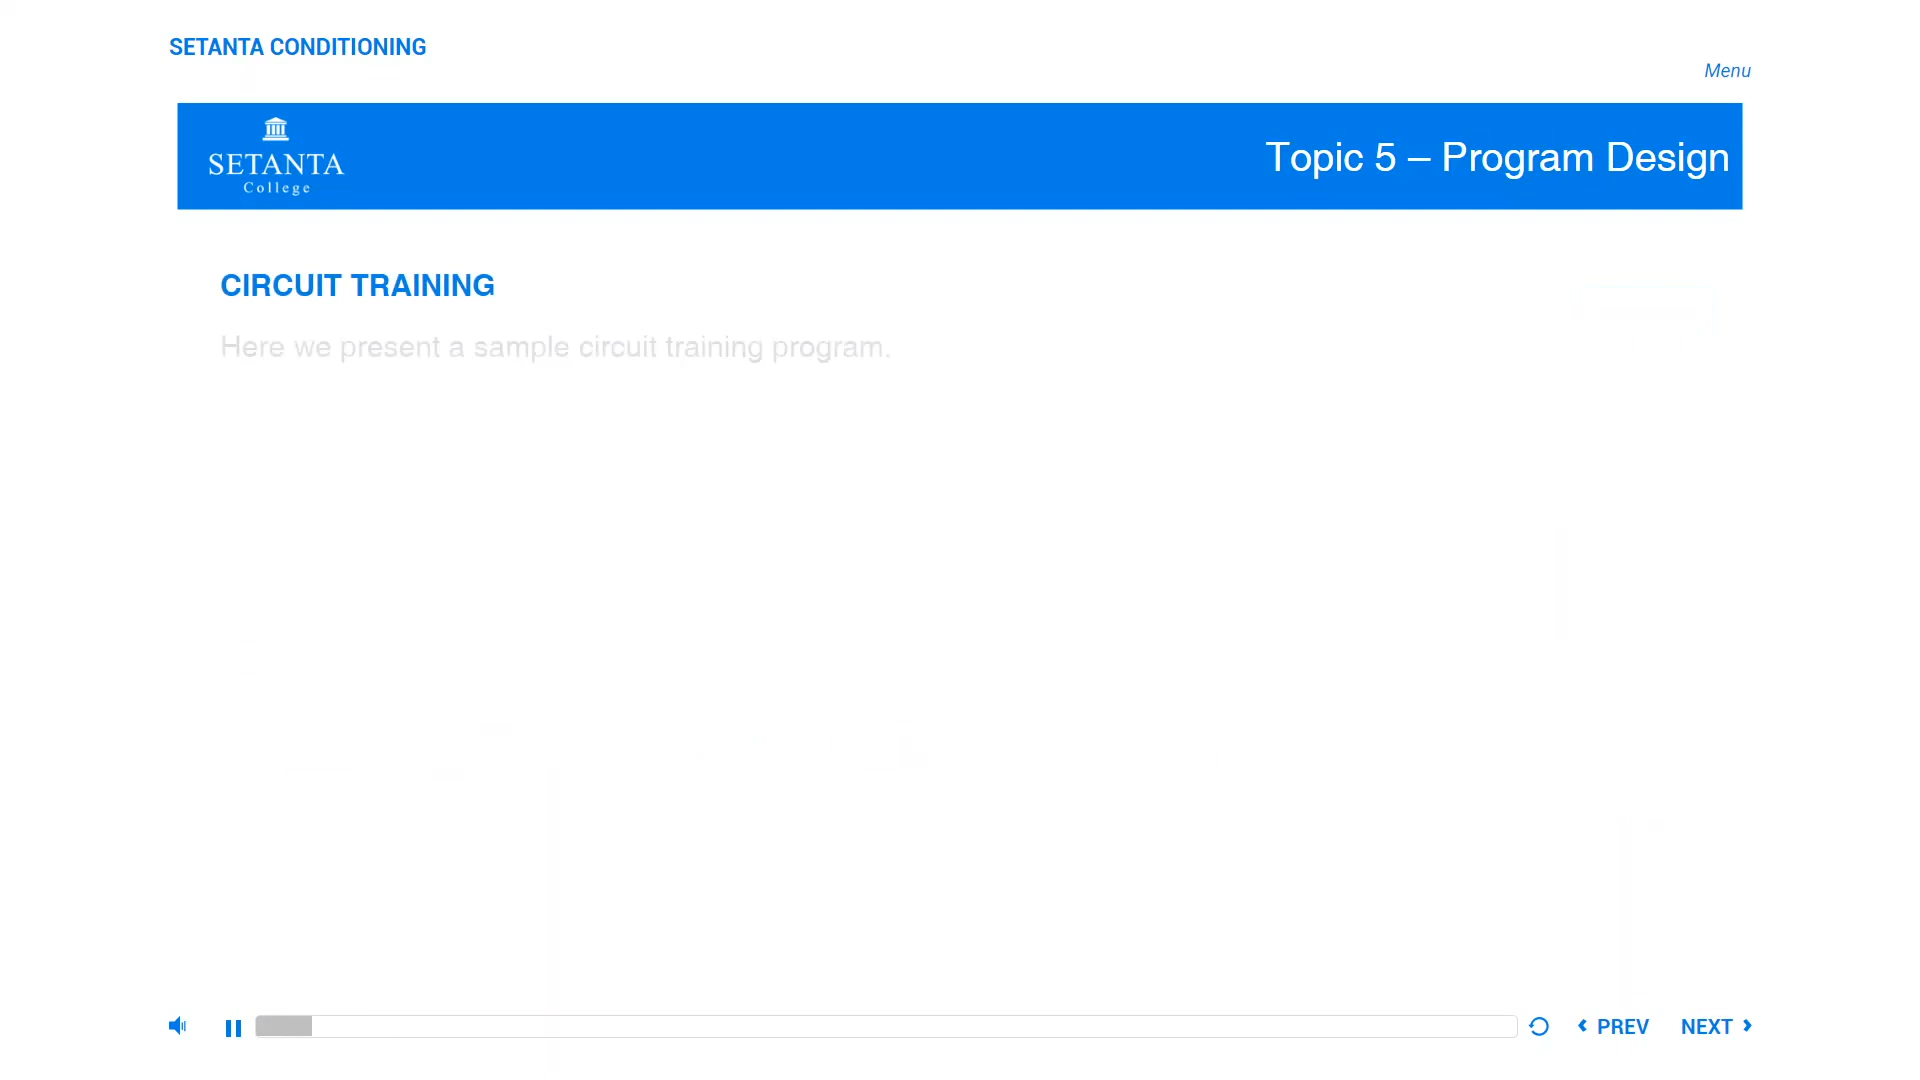 SETANTA CONDITIONING
Menu
SETANTA
College
Topic 5 – Program Design
CIRCUIT TRAINING
Here we present a sample circuit training program.
PREV
NEXT